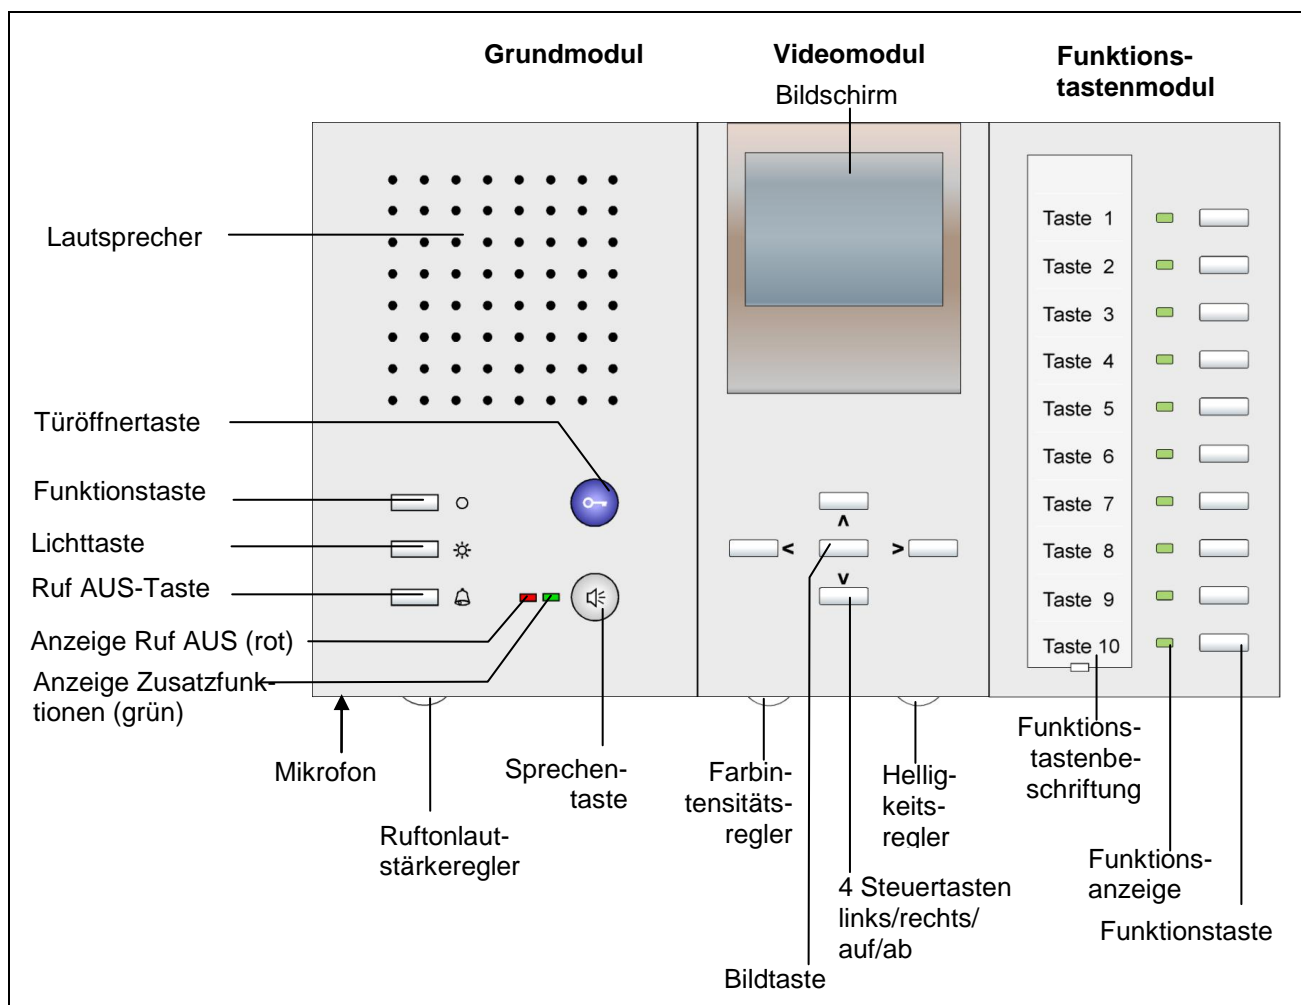 Grundmodul
Videomodul
Funktions-
tastenmodul
Bildschirm
Lautsprecher
Türöffnertaste
Funktionstaste
Lichttaste
Ruf AUS-Taste
Anzeige Ruf AUS (rot)
Anzeige Zusatzfunk-
tionen (grün)
Mikrofon
Ruftonlaut-
stärkeregler
Sprechen-
taste
<
>
^
v
Farbin-
tensitäts-
regler
Hellig-
keits-
regler
4 Steuertasten
links/rechts/
auf/ab
Bildtaste
Taste 1
Taste 2
Taste 3
Taste 4
Taste 5
Taste 6
Taste 7
Taste 8
Taste 9
Taste 10
Funktions-
tastenbe-
schriftung
Funktions-
anzeige
Funktionstaste